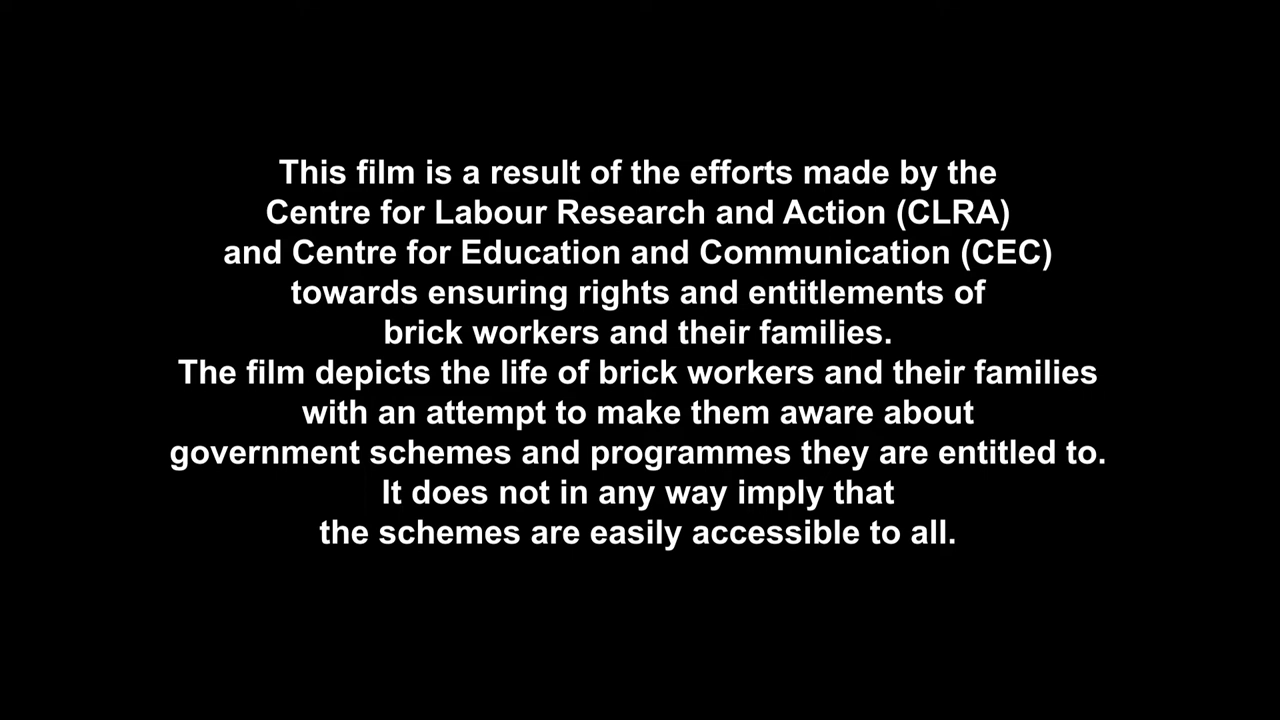 This film is a result of the efforts made by the
Centre for Labour Research and Action (CLRA)
and Centre for Education and Communication (CEC)
towards ensuring rights and entitlements of
brick workers and their families.
The film depicts the life of brick workers and their families
with an attempt to make them aware about
government schemes and programmes they are entitled to.
It does not in any way imply that
the schemes are easily accessible to all.